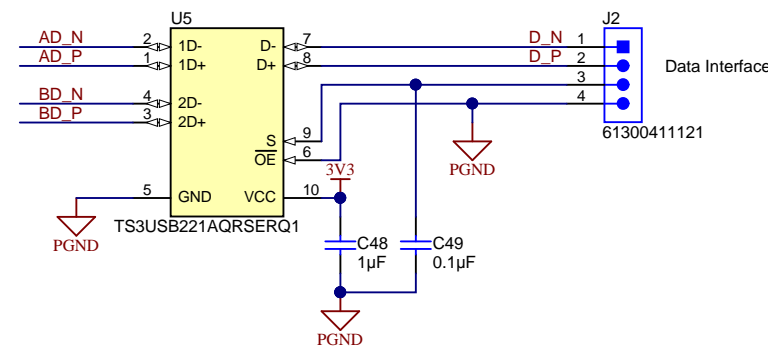 U5
J2
AD_N 2 1D- D- 7 D_N 1
AD_P 1 1D+ D+ 8 D_P 2
Data Interface
3
BD_N 4 2D- 4
BD_P 3 2D+
S 9
61300411121
OE 6
3V3
PGND
5 GND VCC 10
TS3USB221AQRSERQ1
PGND
C48
1µF
C49
0.1µF
PGND